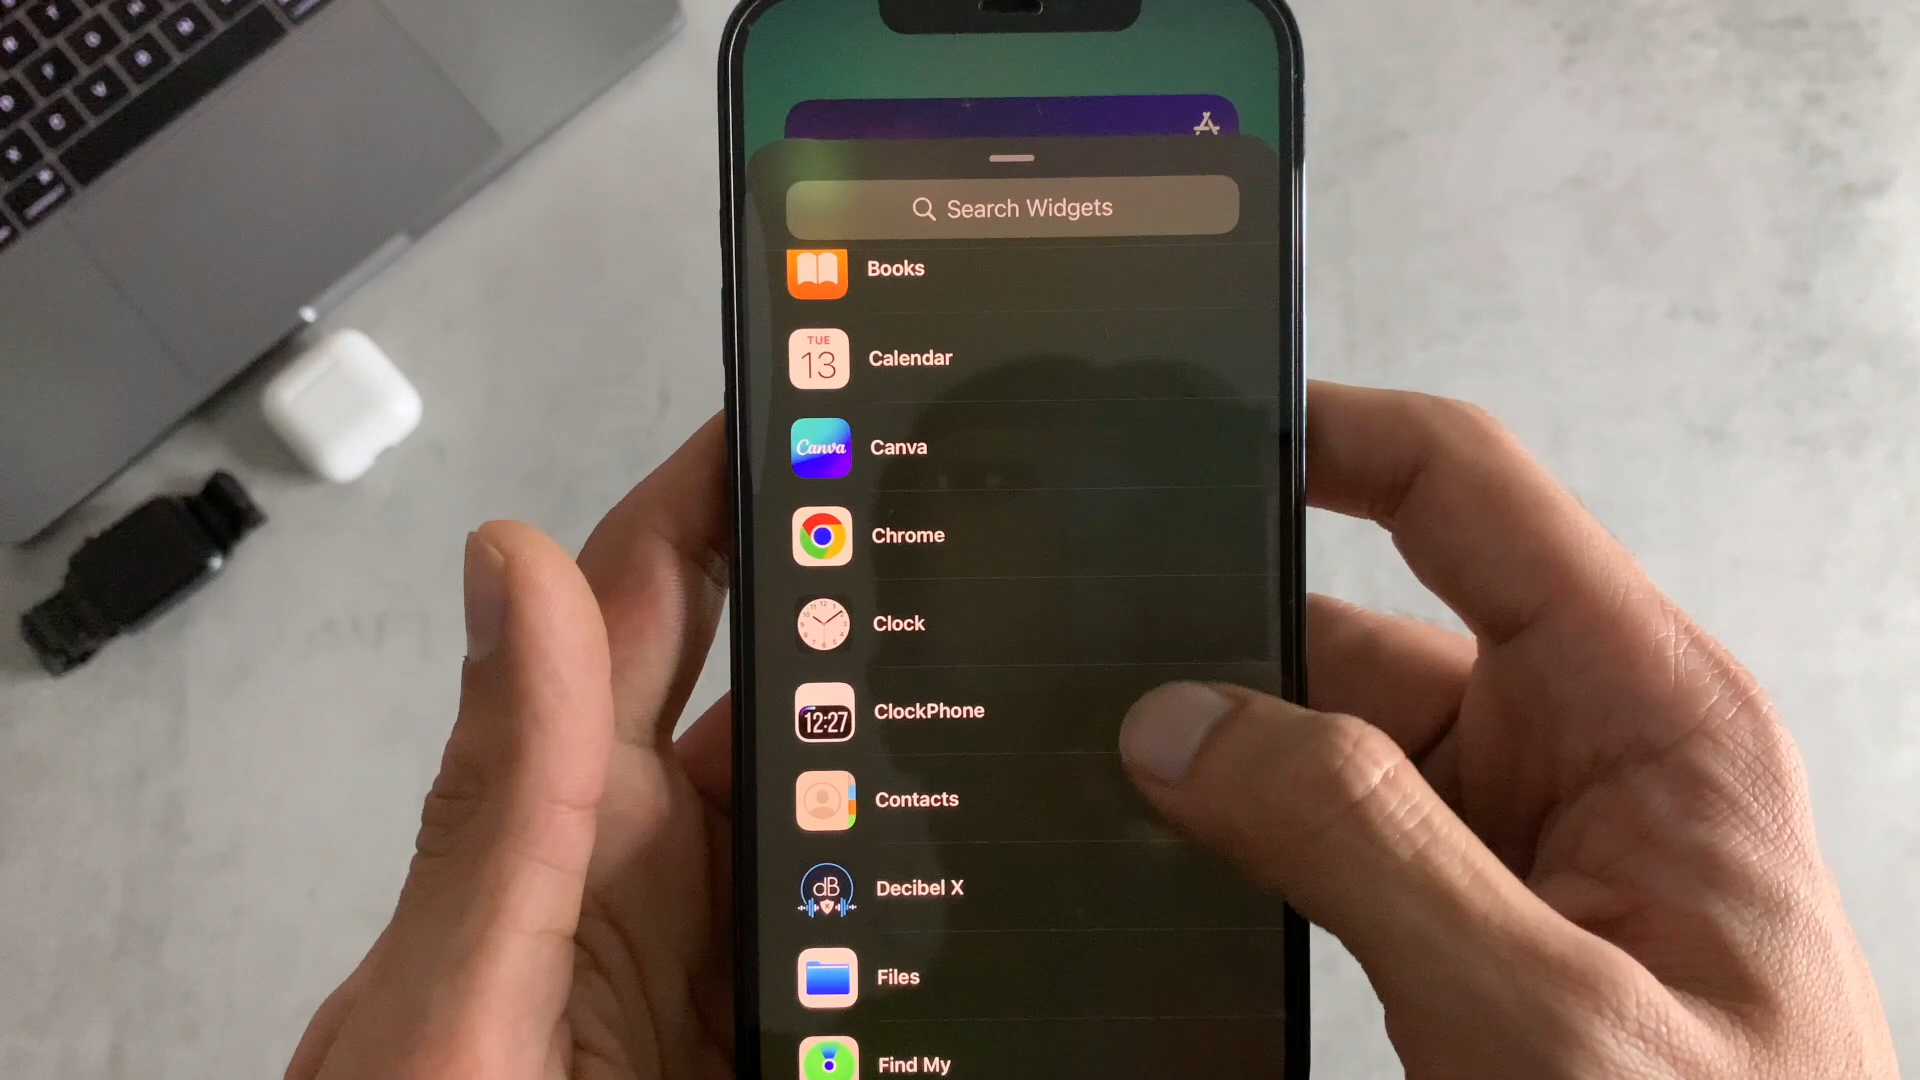 Search Widgets
Books
TUE
13
Calendar
Canva
Canva
Chrome
Clock
12:27
ClockPhone
Contacts
dB
Decibel X
Files
Find My